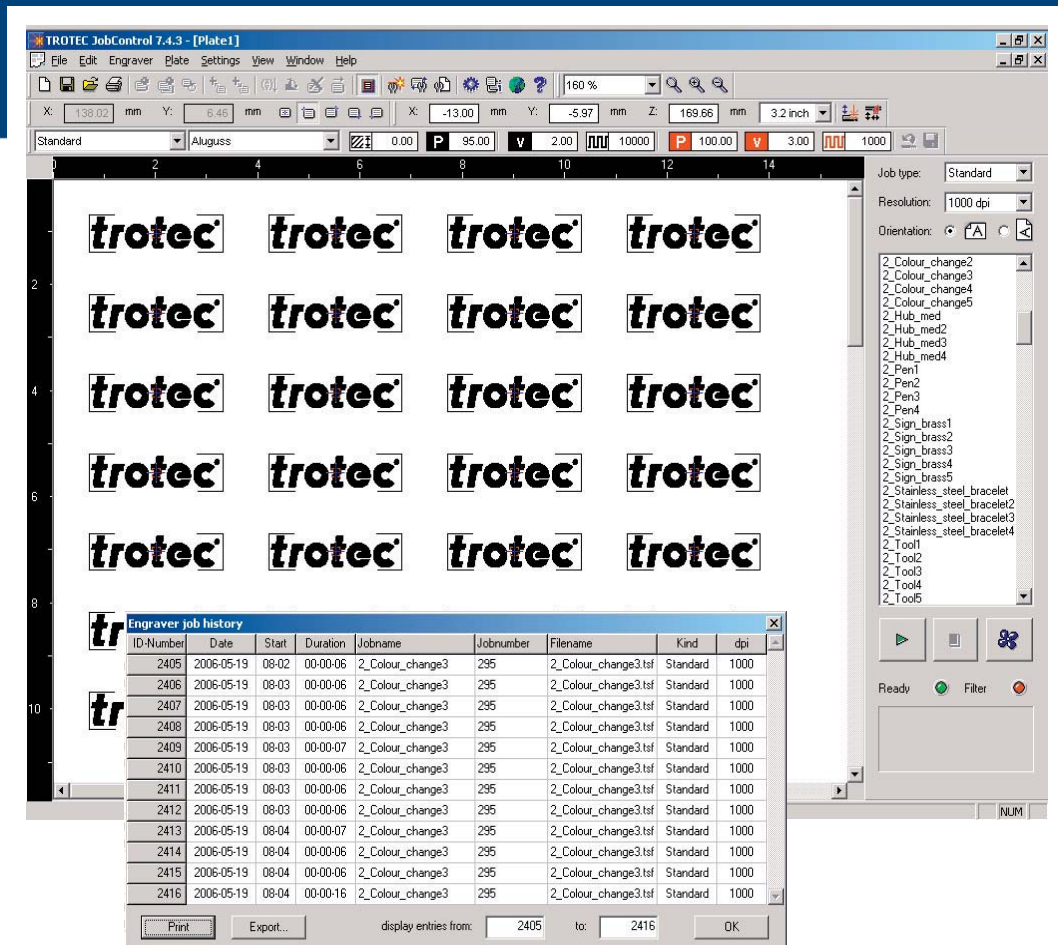 TROTEC JobControl 7.4.3 - [Plate1]
File Edit Engraver Plate Settings View Window Help
160 %
X: 138.02 mm Y: 6.46 mm X: -13.00 mm Y: -5.97 mm Z: 169.66 mm 3.2 inch
Standard Aluguss 0.00 P 95.00 V 2.00 10000 P 100.00 V 3.00 1000
0 2 4 6 8 10 12 14
Job type: Standard
Resolution: 1000 dpi
Orientation: A A
trotec trotec trotec trotec
2
trotec trotec trotec trotec
4
trotec trotec trotec trotec
trotec trotec trotec trotec
6
trotec trotec trotec trotec
8
tr
10
tr
2_Colour_change2
2_Colour_change3
2_Colour_change4
2_Colour_change5
2_Hub_med
2_Hub_med2
2_Hub_med3
2_Hub_med4
2_Pen1
2_Pen2
2_Pen3
2_Pen4
2_Sign_brass1
2_Sign_brass2
2_Sign_brass3
2_Sign_brass4
2_Sign_brass5
2_Stainless_steel_bracelet
2_Stainless_steel_bracelet2
2_Stainless_steel_bracelet3
2_Stainless_steel_bracelet4
2_Tool1
2_Tool2
2_Tool3
2_Tool4
2_Tool5
Ready Filter
NUM
Engraver job history
ID-Number Date Start Duration Jobname Jobnumber Filename Kind dpi
2405 2006-05-19 08-02 00-00-06 2_Colour_change3 295 2_Colour_change3.tsf Standard 1000
2406 2006-05-19 08-03 00-00-06 2_Colour_change3 295 2_Colour_change3.tsf Standard 1000
2407 2006-05-19 08-03 00-00-06 2_Colour_change3 295 2_Colour_change3.tsf Standard 1000
2408 2006-05-19 08-03 00-00-06 2_Colour_change3 295 2_Colour_change3.tsf Standard 1000
2409 2006-05-19 08-03 00-00-07 2_Colour_change3 295 2_Colour_change3.tsf Standard 1000
2410 2006-05-19 08-03 00-00-06 2_Colour_change3 295 2_Colour_change3.tsf Standard 1000
2411 2006-05-19 08-03 00-00-06 2_Colour_change3 295 2_Colour_change3.tsf Standard 1000
2412 2006-05-19 08-03 00-00-06 2_Colour_change3 295 2_Colour_change3.tsf Standard 1000
2413 2006-05-19 08-04 00-00-07 2_Colour_change3 295 2_Colour_change3.tsf Standard 1000
2414 2006-05-19 08-04 00-00-06 2_Colour_change3 295 2_Colour_change3.tsf Standard 1000
2415 2006-05-19 08-04 00-00-06 2_Colour_change3 295 2_Colour_change3.tsf Standard 1000
2416 2006-05-19 08-04 00-00-16 2_Colour_change3 295 2_Colour_change3.tsf Standard 1000
Print Export... display entries from: 2405 to: 2416 OK